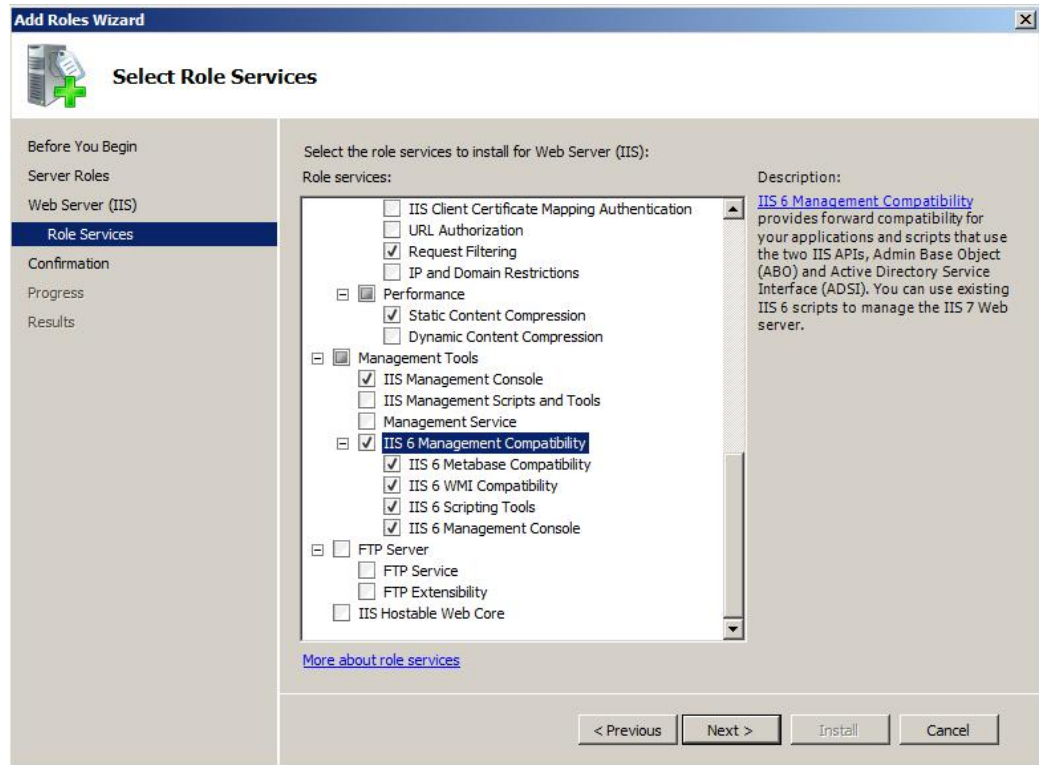 Add Roles Wizard
Select Role Services
Before You Begin
Server Roles
Web Server (IIS)
Role Services
Confirmation
Progress
Results
Select the role services to install for Web Server (IIS):
Role services:
IIS Client Certificate Mapping Authentication
URL Authorization
Request Filtering
IP and Domain Restrictions
Performance
Static Content Compression
Dynamic Content Compression
Management Tools
IIS Management Console
IIS Management Scripts and Tools
Management Service
IIS 6 Management Compatibility
IIS 6 Metabase Compatibility
IIS 6 WMI Compatibility
IIS 6 Scripting Tools
IIS 6 Management Console
FTP Server
FTP Service
FTP Extensibility
IIS Hostable Web Core
More about role services
Description:
IIS 6 Management Compatibility
provides forward compatibility for
your applications and scripts that use
the two IIS APIs, Admin Base Object
(ABO) and Active Directory Service
Interface (ADSI). You can use existing
IIS 6 scripts to manage the IIS 7 Web
server.
< Previous
Next >
Install
Cancel